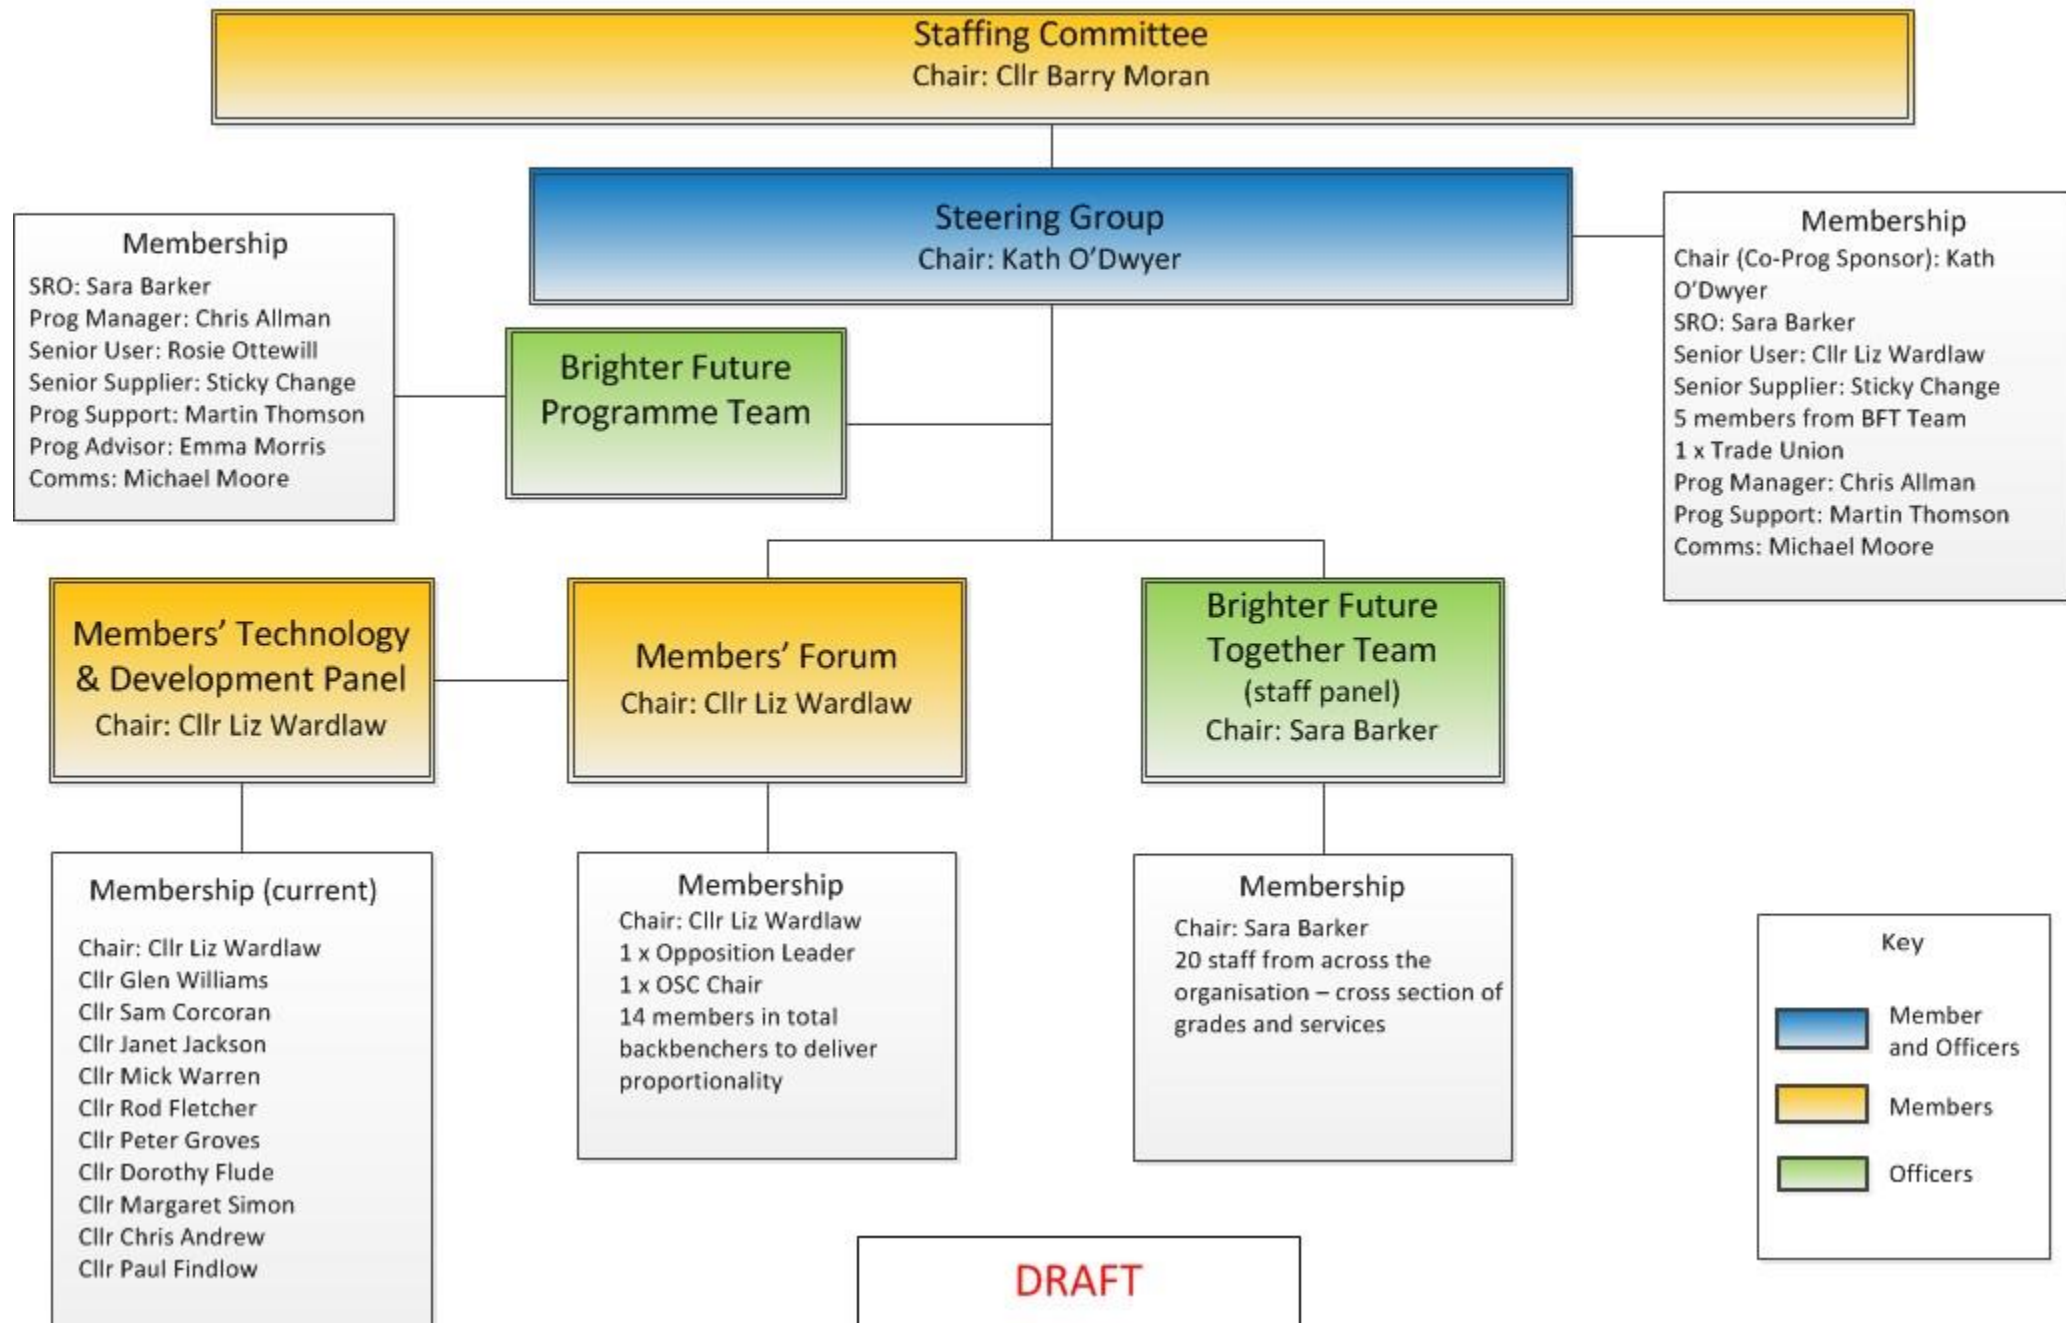 Staffing Committee
Chair: Cllr Barry Moran
Steering Group
Chair: Kath O’Dwyer
Membership
SRO: Sara Barker
Prog Manager: Chris Allman
Senior User: Rosie Ottewill
Senior Supplier: Sticky Change
Prog Support: Martin Thomson
Prog Advisor: Emma Morris
Comms: Michael Moore
Brighter Future
Programme Team
Membership
Chair (Co-Prog Sponsor): Kath
O’Dwyer
SRO: Sara Barker
Senior User: Cllr Liz Wardlaw
Senior Supplier: Sticky Change
5 members from BFT Team
1 x Trade Union
Prog Manager: Chris Allman
Prog Support: Martin Thomson
Comms: Michael Moore
Members’ Technology
& Development Panel
Chair: Cllr Liz Wardlaw
Members’ Forum
Chair: Cllr Liz Wardlaw
Brighter Future
Together Team
(staff panel)
Chair: Sara Barker
Membership (current)
Chair: Cllr Liz Wardlaw
Cllr Glen Williams
Cllr Sam Corcoran
Cllr Janet Jackson
Cllr Mick Warren
Cllr Rod Fletcher
Cllr Peter Groves
Cllr Dorothy Flude
Cllr Margaret Simon
Cllr Chris Andrew
Cllr Paul Findlow
Membership
Chair: Cllr Liz Wardlaw
1 x Opposition Leader
1 x OSC Chair
14 members in total
backbenchers to deliver
proportionality
Membership
Chair: Sara Barker
20 staff from across the
organisation – cross section of
grades and services
Key
Member
and Officers
Members
Officers
DRAFT